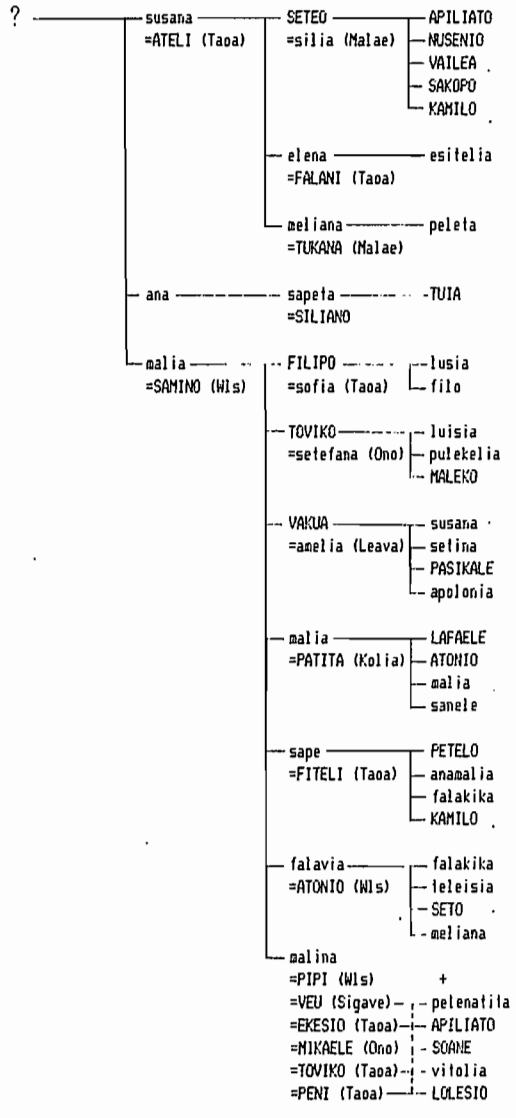 ? susana SETEO APILIATO
=ATELI (Taoa) =silia (Malae) NUSENIO
VAILEA
SAKOPO
KAMILO
elena esitelia
=FALANI (Taoa)
meliana peleta
=TUKANA (Malae)
ana sapeta TUIA
=SILIANO
malia FILIPO lusia
=SAMINO (Wls) =sofia (Taoa) filo
TOVIKO luisia
=setefana (Ono) pulekelia
MALEKO
VAKUA susana
=amelia (Leava) setina
PASIKALE
apolonia
malia LAFAELE
=PATITA (Kolia) ATONIO
malia
sanele
sape PETELO
=FITELI (Taoa) anamalia
falakika
KAMILO
falavia falakika
=ATONIO (Wls) teleisia
SETO
meliana
malina
=PIPI (Wls) +
=VEU (Sigave) pelenatita
=EKESIO (Taoa) APILIATO
=MIKAELE (Ono) SOANE
=TOVIKO (Taoa) vitolia
=PENI (Taoa) LOLESIO